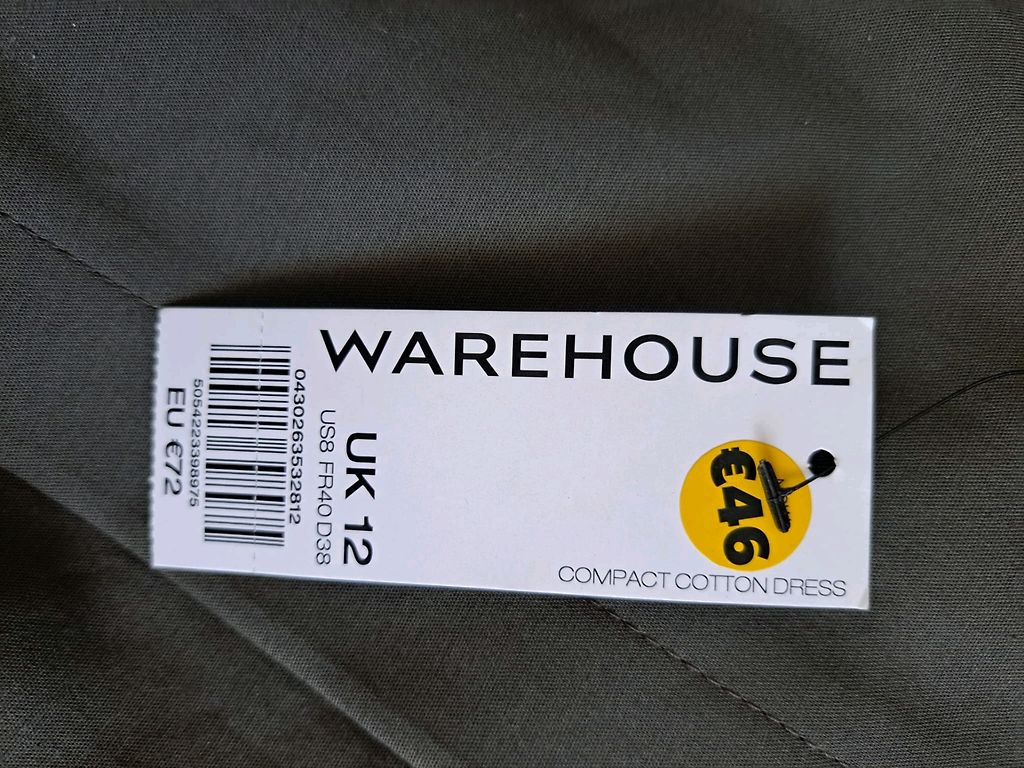 WAREHOUSE
€46
COMPACT COTTON DRESS
UK 12
US8 FR40 D38
0430263532812
5054223398975
EU €72